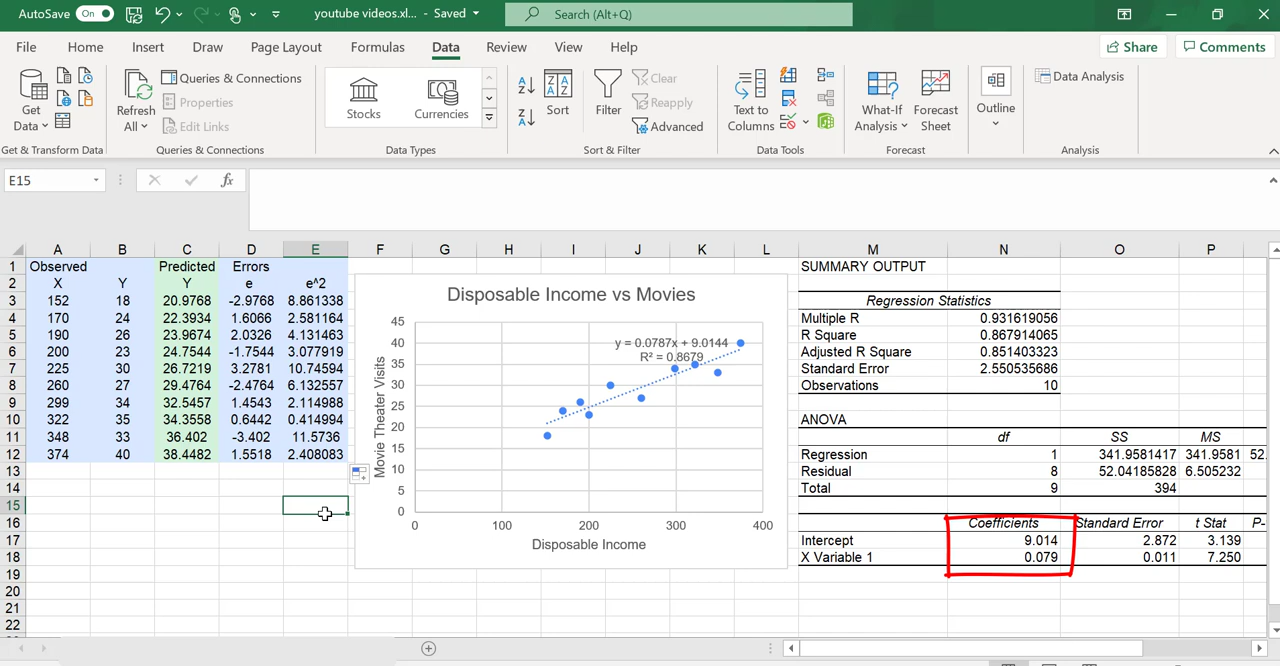 AutoSave On youtube videos.xl... - Saved Search (Alt+Q)
File Home Insert Draw Page Layout Formulas Data Review View Help Share Comments
Get Data
Refresh All
Queries & Connections
Properties
Edit Links
Stocks
Currencies
Sort
Filter
Clear
Reapply
Advanced
Text to Columns
What-If Analysis
Forecast Sheet
Outline
Data Analysis
Get & Transform Data Queries & Connections Data Types Sort & Filter Data Tools Forecast Analysis
E15 fx
A B C D E F G H I J K L M N O P
1 Observed Predicted Errors
2 X Y Y e e^2
3 152 18 20.9768 -2.9768 8.861338
4 170 24 22.3934 1.6066 2.581164
5 190 26 23.9674 2.0326 4.131463
6 200 23 24.7544 -1.7544 3.077919
7 225 30 26.7219 3.2781 10.74594
8 260 27 29.4764 -2.4764 6.132557
9 299 34 32.5457 1.4543 2.114988
10 322 35 34.3558 0.6442 0.414994
11 348 33 36.402 -3.402 11.5736
12 374 40 38.4482 1.5518 2.408083
13
14
15
16
17
18
19
20
21
22
Disposable Income vs Movies
y = 0.0787x + 9.0144
R² = 0.8679
Movie Theater Visits
45
40
35
30
25
20
15
10
5
0
0 100 200 300 400
Disposable Income
SUMMARY OUTPUT
Regression Statistics
Multiple R 0.931619056
R Square 0.867914065
Adjusted R Square 0.851403323
Standard Error 2.550535686
Observations 10
ANOVA
df SS MS
Regression 1 341.9581417 341.9581 52.
Residual 8 52.04185828 6.505232
Total 9 394
Coefficients Standard Error t Stat P-
Intercept 9.014 2.872 3.139
X Variable 1 0.079 0.011 7.250